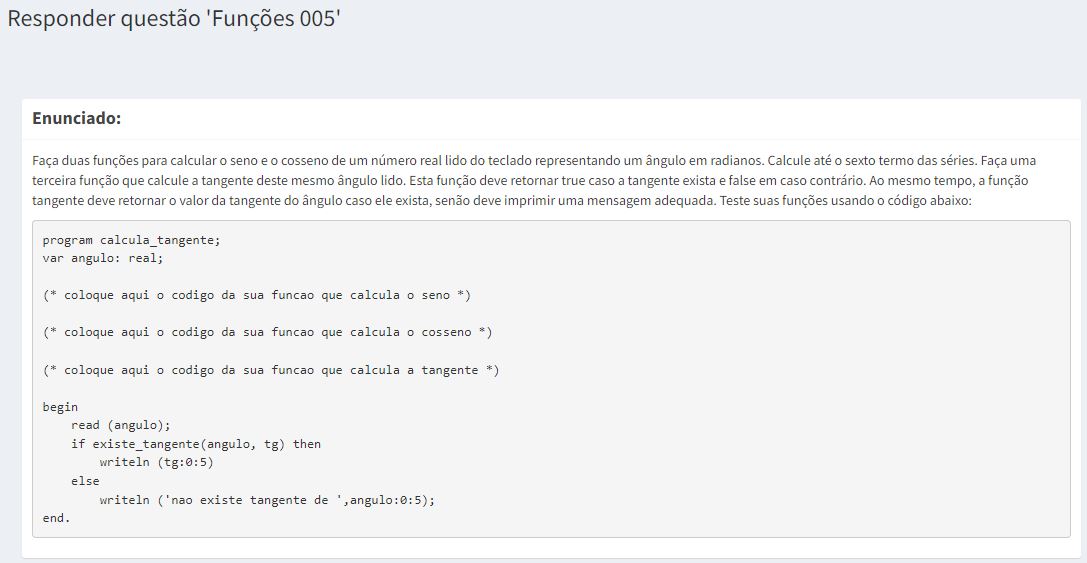 Responder questão 'Funções 005'
Enunciado:
Faça duas funções para calcular o seno e o cosseno de um número real lido do teclado representando um ângulo em radianos. Calcule até o sexto termo das séries. Faça uma
terceira função que calcule a tangente deste mesmo ângulo lido. Esta função deve retornar true caso a tangente exista e false em caso contrário. Ao mesmo tempo, a função
tangente deve retornar o valor da tangente do ângulo caso ele exista, senão deve imprimir uma mensagem adequada. Teste suas funções usando o código abaixo:
program calcula_tangente;
var angulo: real;
(* coloque aqui o codigo da sua funcao que calcula o seno *)
(* coloque aqui o codigo da sua funcao que calcula o cosseno *)
(* coloque aqui o codigo da sua funcao que calcula a tangente *)
begin
    read (angulo);
    if existe_tangente(angulo, tg) then
        writeln (tg:0:5)
    else
        writeln ('nao existe tangente de ',angulo:0:5);
end.